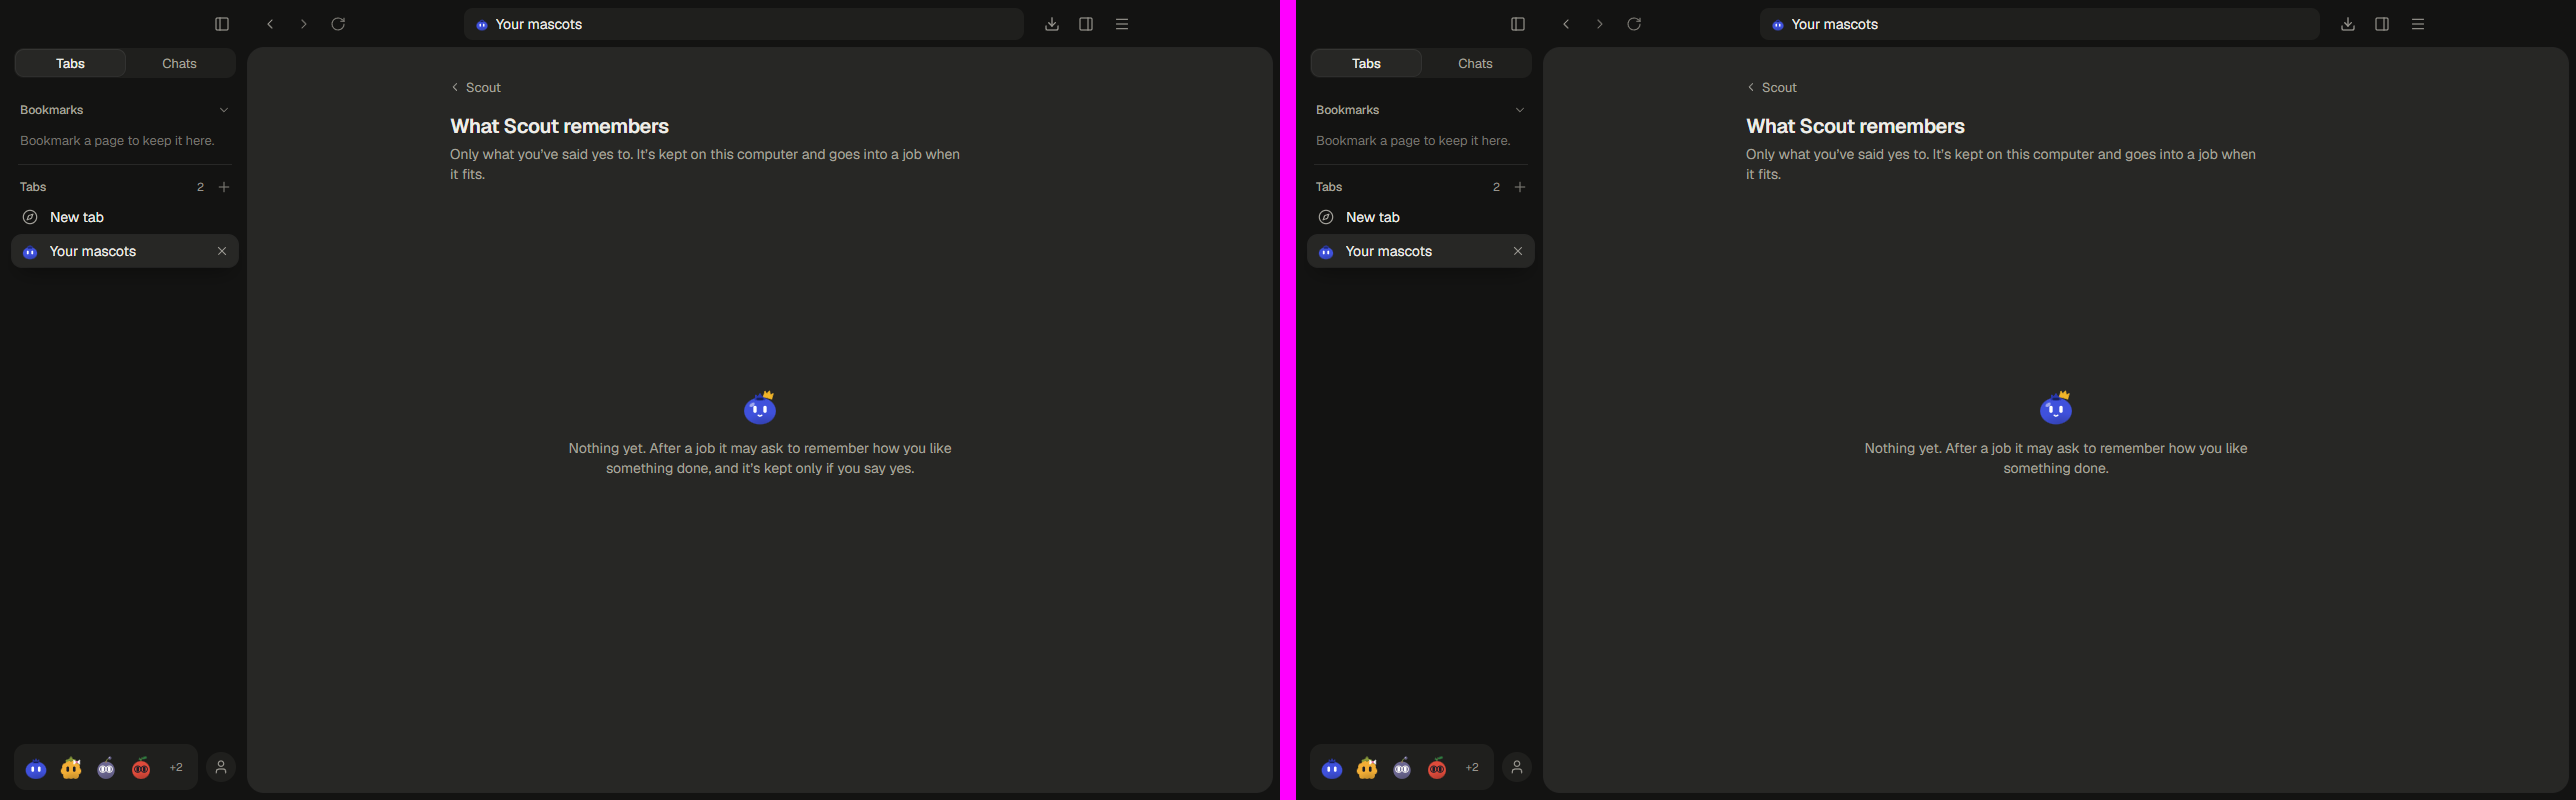 Your mascots
Tabs
Chats
Bookmarks
Bookmark a page to keep it here.
Tabs
2
New tab
Your mascots
+2
Scout
What Scout remembers
Only what you've said yes to. It's kept on this computer and goes into a job when
it fits.
Nothing yet. After a job it may ask to remember how you like
something done, and it's kept only if you say yes.
Your mascots
Tabs
Chats
Bookmarks
Bookmark a page to keep it here.
Tabs
2
New tab
Your mascots
+2
Scout
What Scout remembers
Only what you've said yes to. It's kept on this computer and goes into a job when
it fits.
Nothing yet. After a job it may ask to remember how you like
something done.